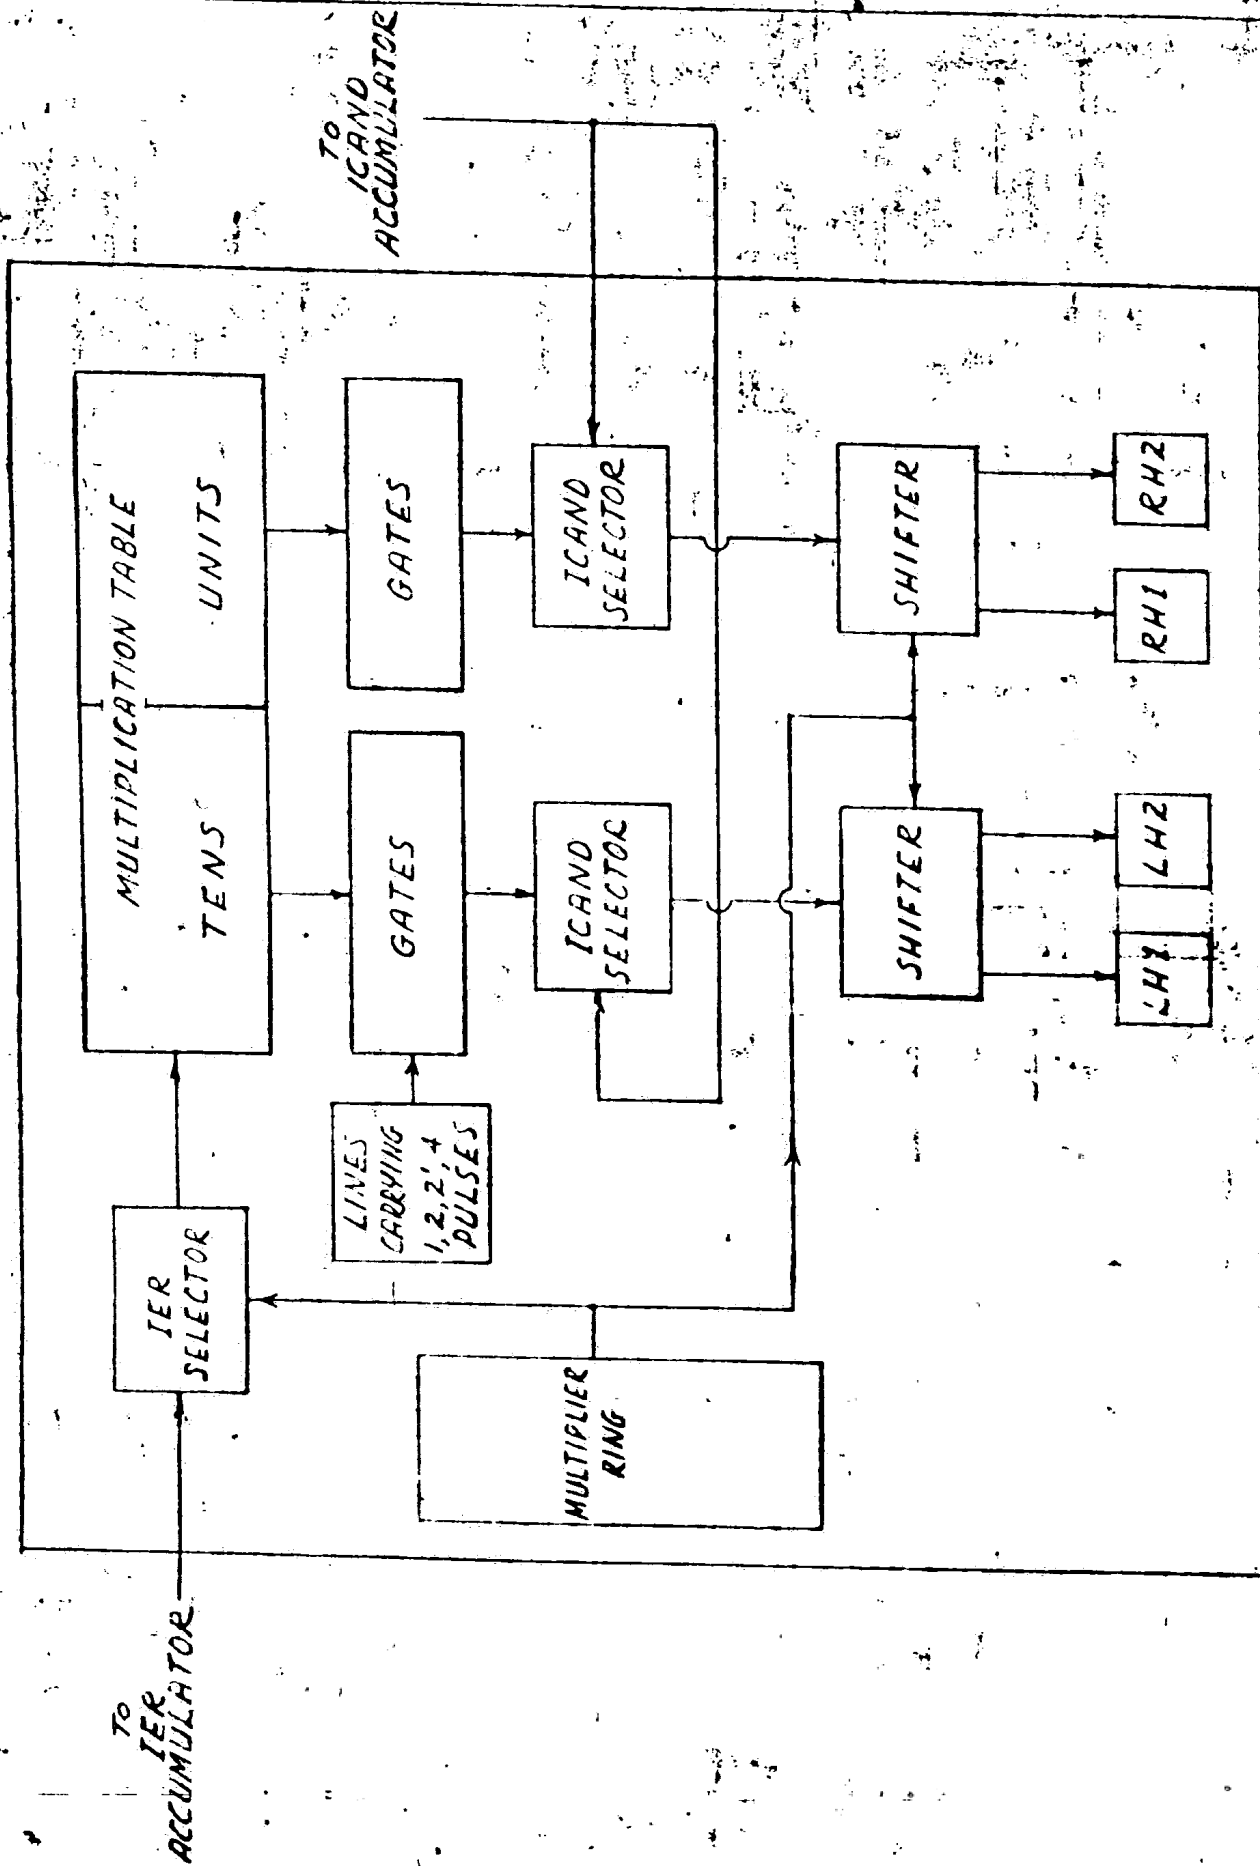 TO
IER
ACCUMULATOR
IER
SELECTOR
MULTIPLICATION TABLE
TENS
UNITS
LINES
CARRYING
1, 2, 2', 4
PULSES
GATES
GATES
TO
ICAND
ACCUMULATOR
MULTIPLIER
RING
ICAND
SELECTOR
ICAND
SELECTOR
SHIFTER
SHIFTER
LH1
LH2
RH1
RH2